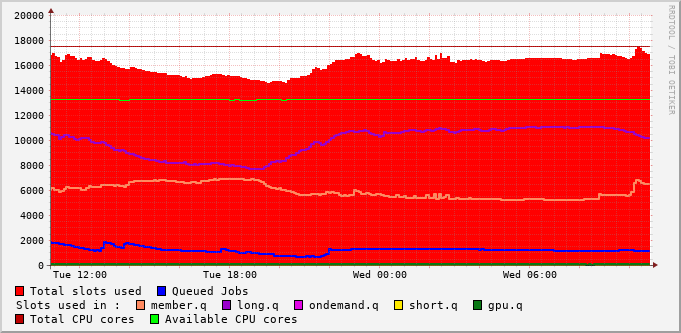 20000
18000
16000
14000
12000
10000
8000
6000
4000
2000
0
Tue 12:00 Tue 18:00 Wed 00:00 Wed 06:00
RRDTOOL / TOBI OETIKER
Total slots used Queued Jobs
Slots used in : member.q long.q ondemand.q short.q gpu.q
Total CPU cores Available CPU cores